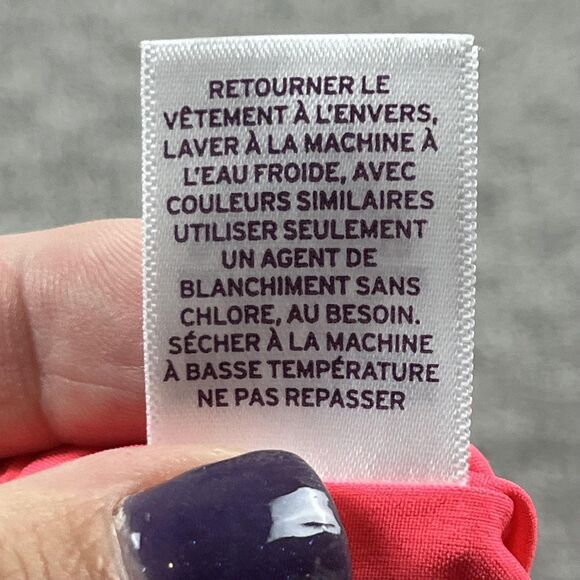 RETOURNER LE
VÊTEMENT À L'ENVERS,
LAVER À LA MACHINE À
L'EAU FROIDE, AVEC
COULEURS SIMILAIRES
UTILISER SEULEMENT
UN AGENT DE
BLANCHIMENT SANS
CHLORE, AU BESOIN.
SÉCHER À LA MACHINE
À BASSE TEMPÉRATURE
NE PAS REPASSER